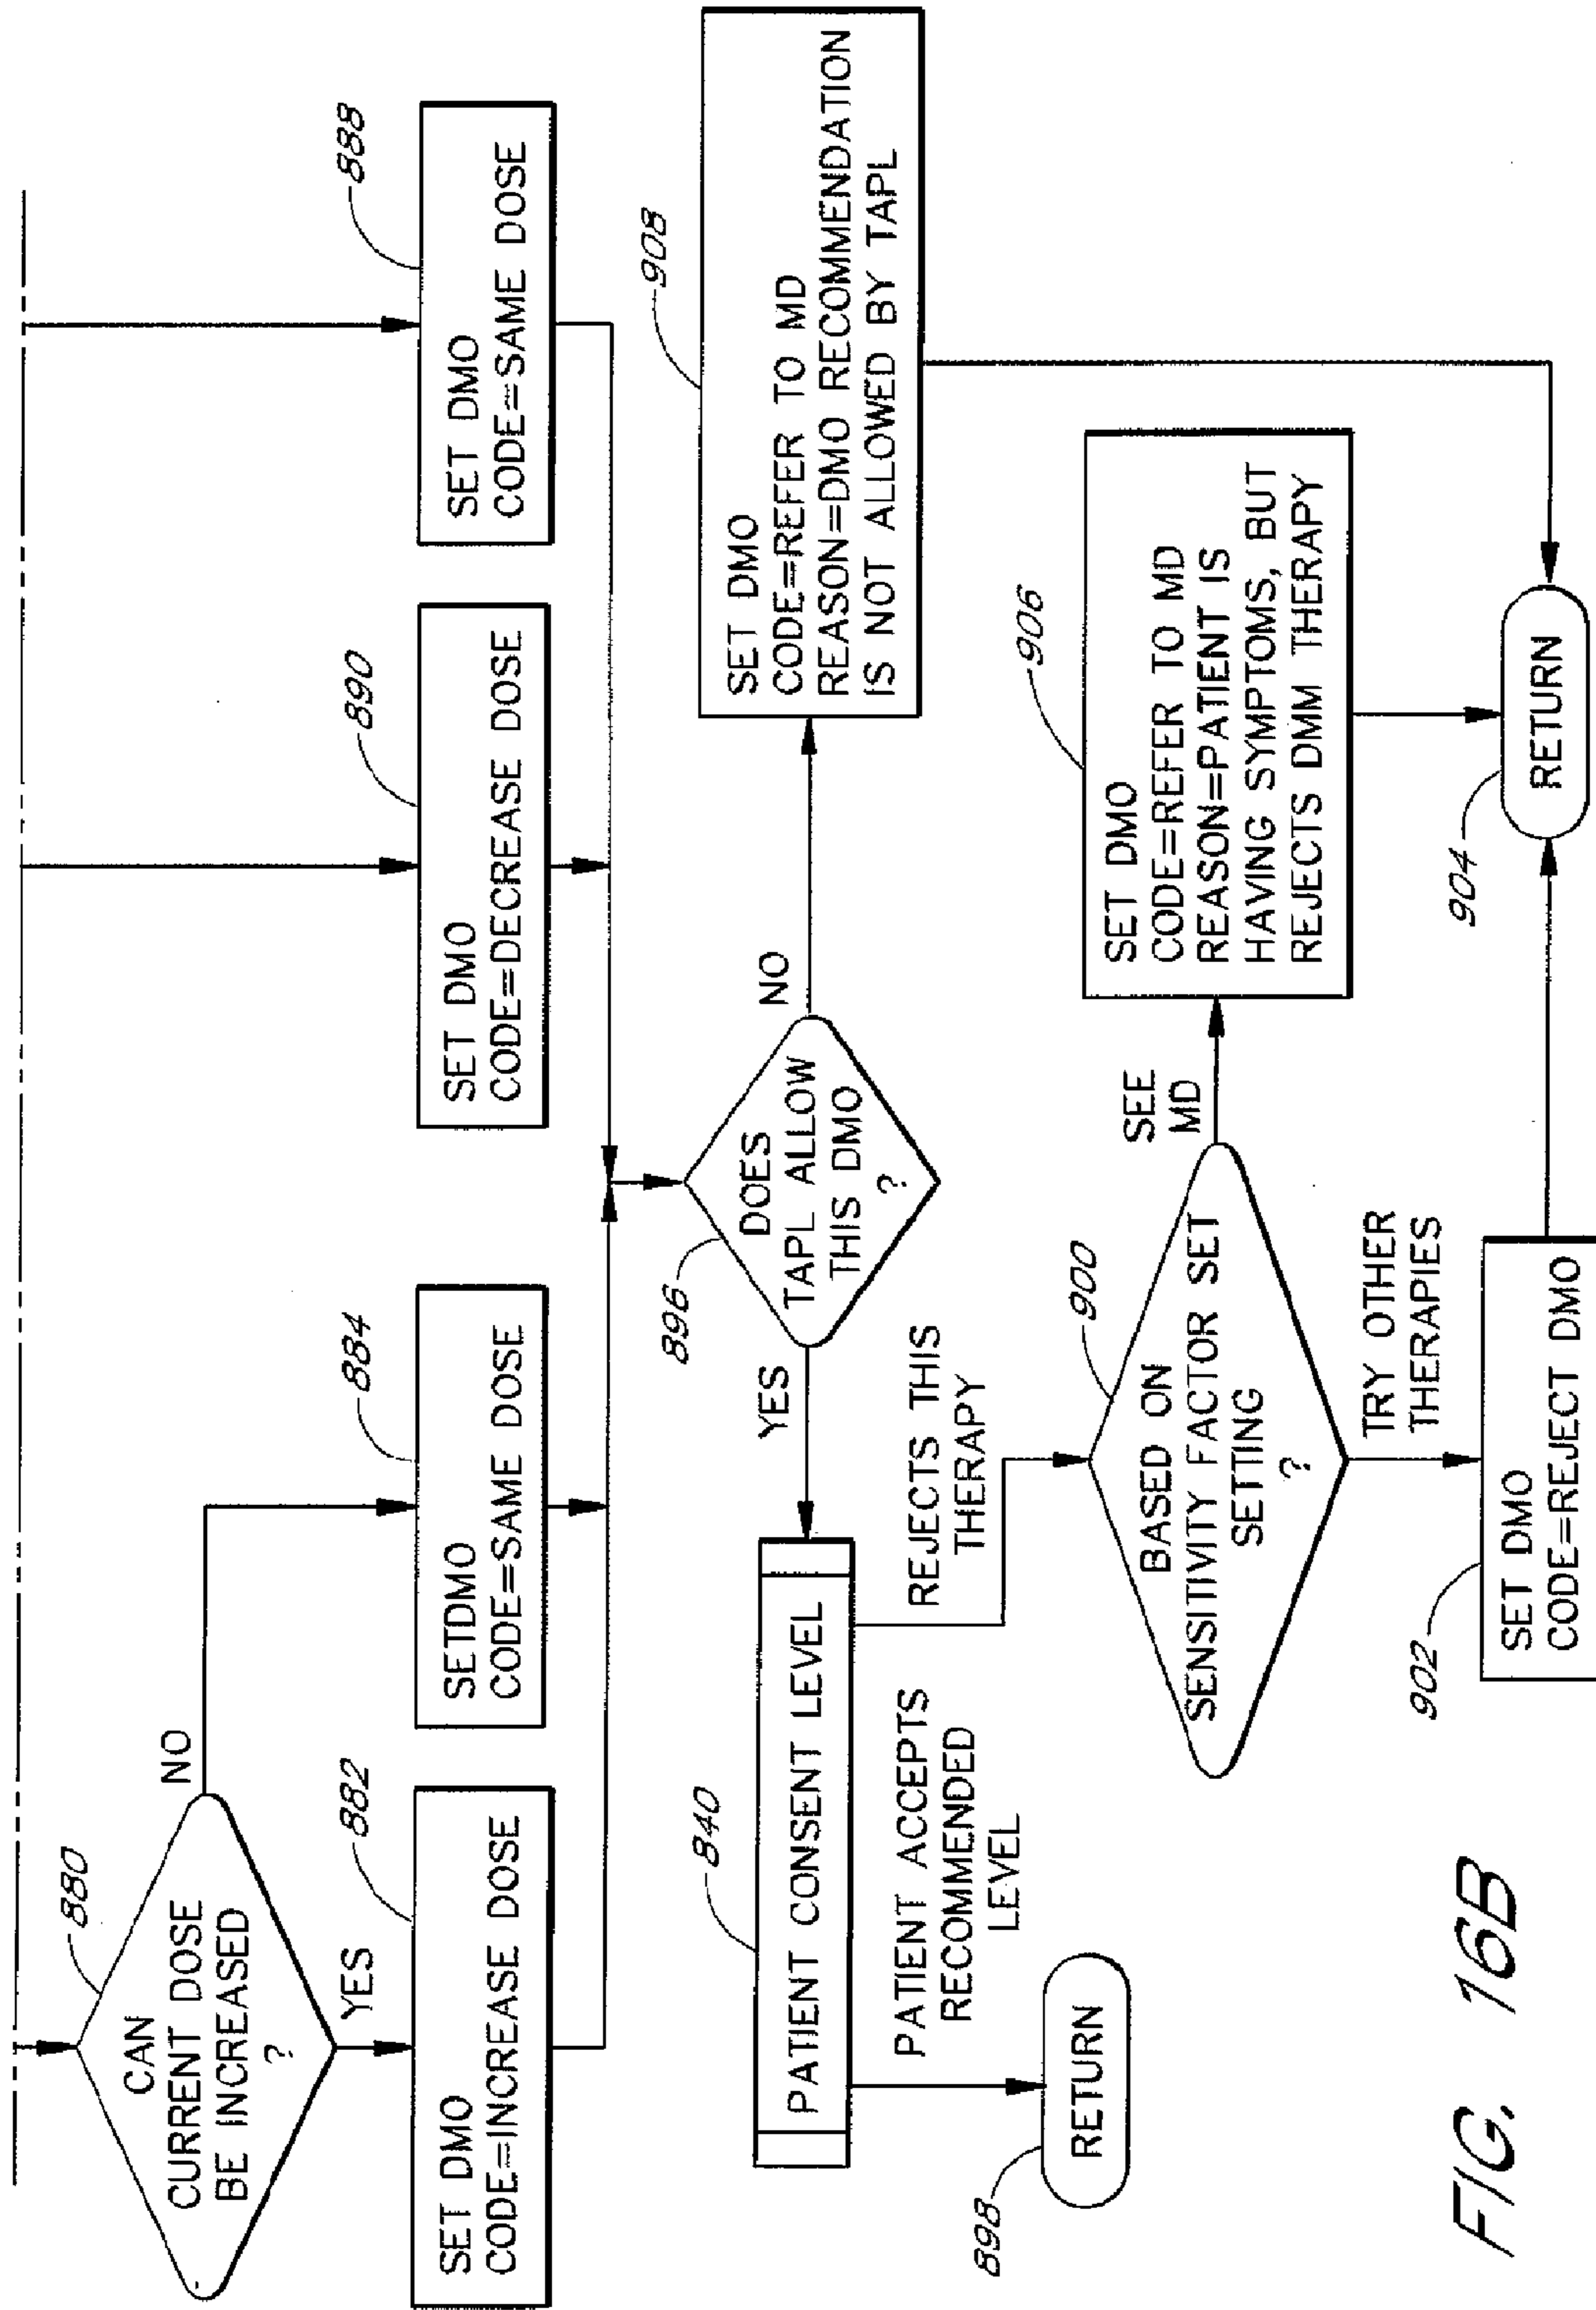 880
CAN
CURRENT DOSE
BE INCREASED
?
NO
YES
882
SET DMO
CODE=INCREASE DOSE
884
SETDMO
CODE=SAME DOSE
890
SET DMO
CODE=DECREASE DOSE
888
SET DMO
CODE=SAME DOSE
896
DOES
TAPL ALLOW
THIS DMO
?
YES
NO
908
SET DMO
CODE=REFER TO MD
REASON=DMO RECOMMENDATION
IS NOT ALLOWED BY TAPL
840
PATIENT CONSENT LEVEL
PATIENT ACCEPTS
RECOMMENDED
LEVEL
898
RETURN
REJECTS THIS
THERAPY
900
BASED ON
SENSITIVITY FACTOR SET
SETTING
?
SEE
MD
906
SET DMO
CODE=REFER TO MD
REASON=PATIENT IS
HAVING SYMPTOMS, BUT
REJECTS DMM THERAPY
TRY OTHER
THERAPIES
902
SET DMO
CODE=REJECT DMO
904
RETURN
FIG. 16B